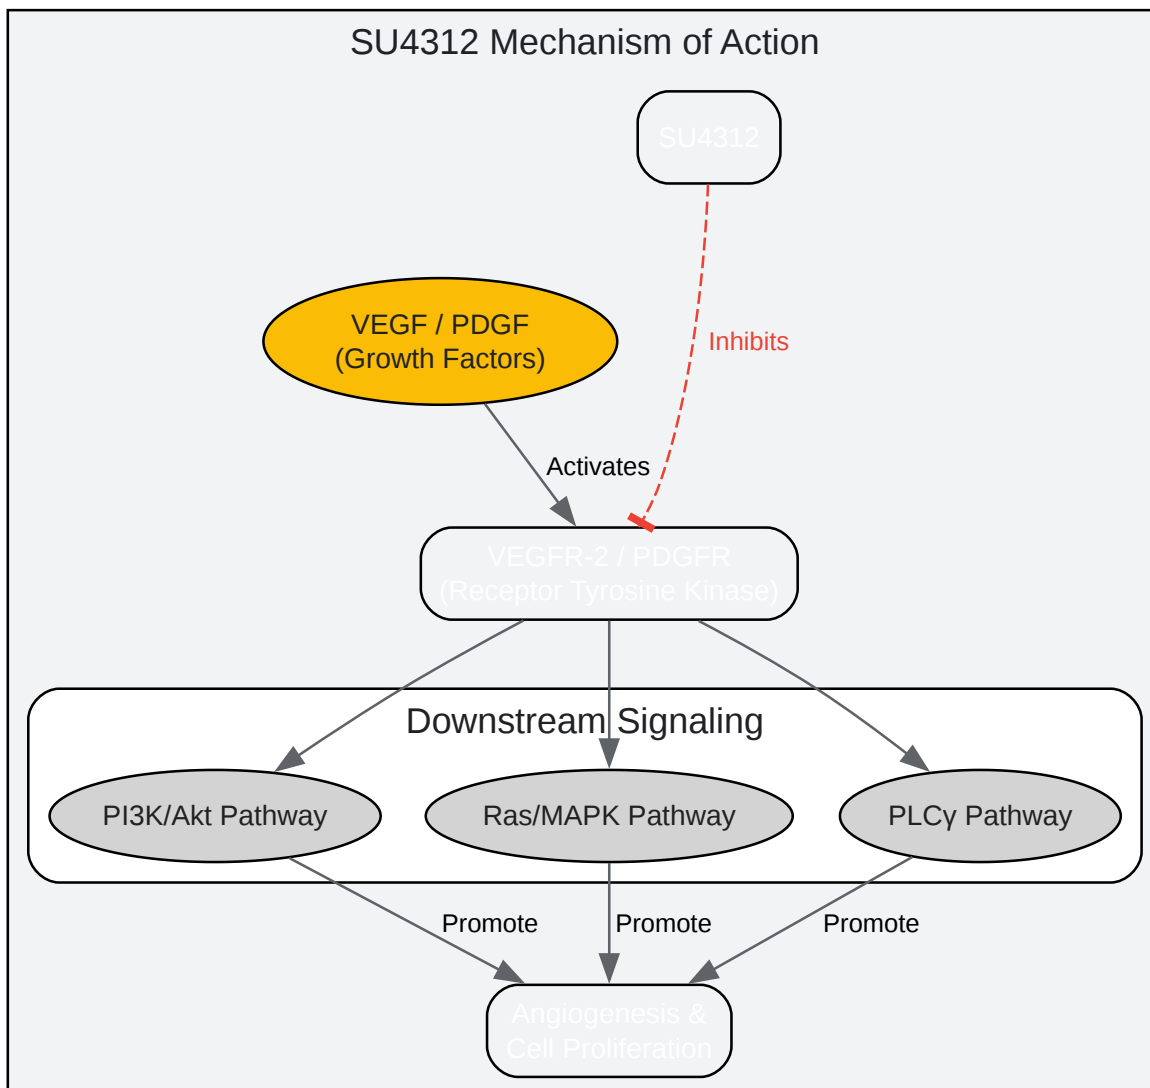 SU4312 Mechanism of Action
SU4312
VEGF / PDGF
(Growth Factors)
Inhibits
Activates
VEGFR-2 / PDGFR
(Receptor Tyrosine Kinase)
Downstream Signaling
PI3K/Akt Pathway
Ras/MAPK Pathway
PLCγ Pathway
Promote
Promote
Promote
Angiogenesis &
Cell Proliferation